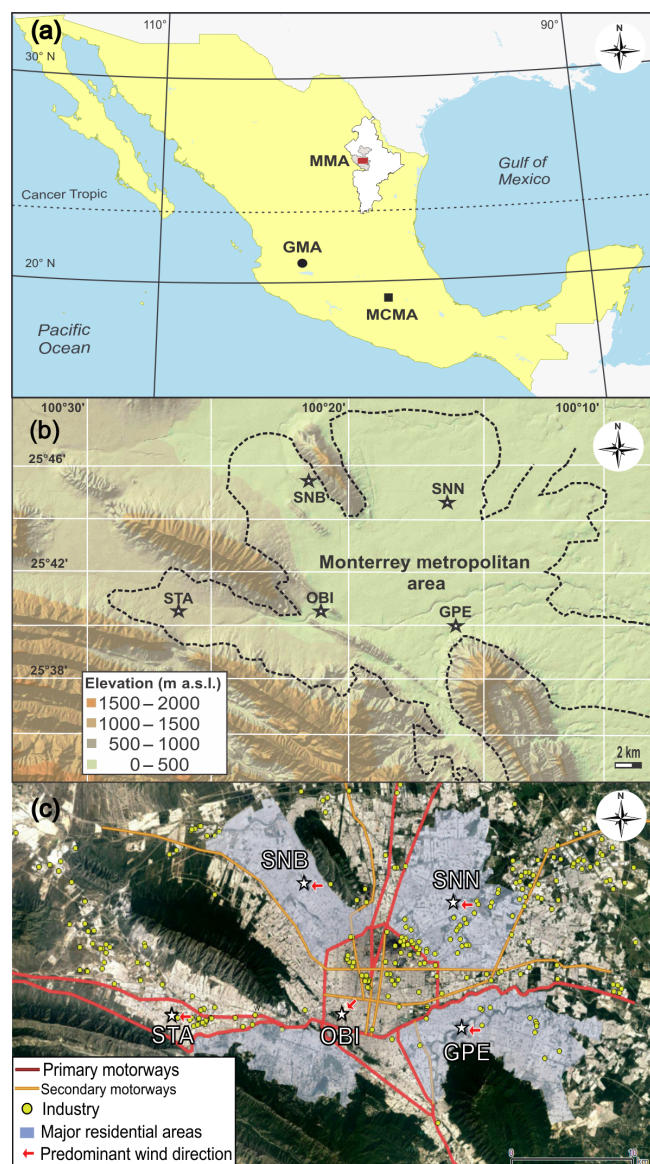 (a)
110°
90°
N
30° N
MMA
Gulf of
Mexico
Cancer Tropic
GMA
20° N
MCMA
Pacific
Ocean
100°30'
100°20'
100°10'
(b)
N
25°46'
SNB
SNN
25°42'
Monterrey metropolitan
area
STA
OBI
GPE
25°38'
Elevation (m a.s.l.)
1500 – 2000
1000 – 1500
500 – 1000
0 – 500
2 km
(c)
N
SNB
SNN
STA
OBI
GPE
Primary motorways
Secondary motorways
Industry
Major residential areas
Predominant wind direction
0
10
km